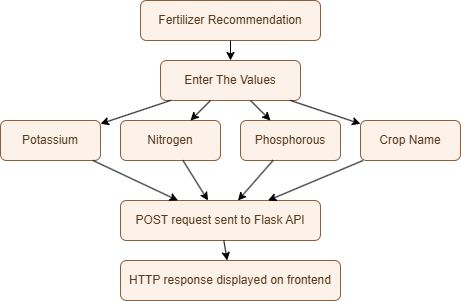 Fertilizer Recommendation
Enter The Values
Potassium
Nitrogen
Phosphorous
Crop Name
POST request sent to Flask API
HTTP response displayed on frontend